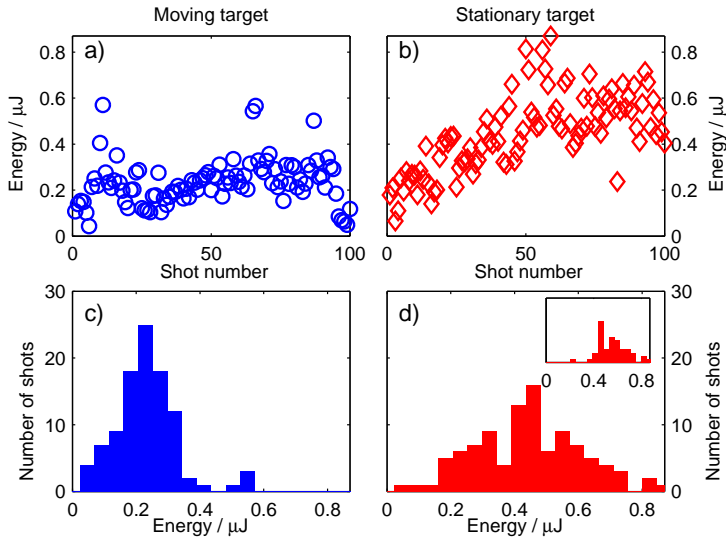 Moving target
Stationary target
a)
b)
0.8
0.6
0.4
0.2
0
0.8
0.6
0.4
0.2
0
Energy / μJ
Energy / μJ
0
50
100
0
50
100
Shot number
Shot number
c)
d)
30
20
10
0
30
20
10
0
Number of shots
Number of shots
0 0.4 0.8
0
0.2
0.4
0.6
0.8
0
0.2
0.4
0.6
0.8
Energy / μJ
Energy / μJ